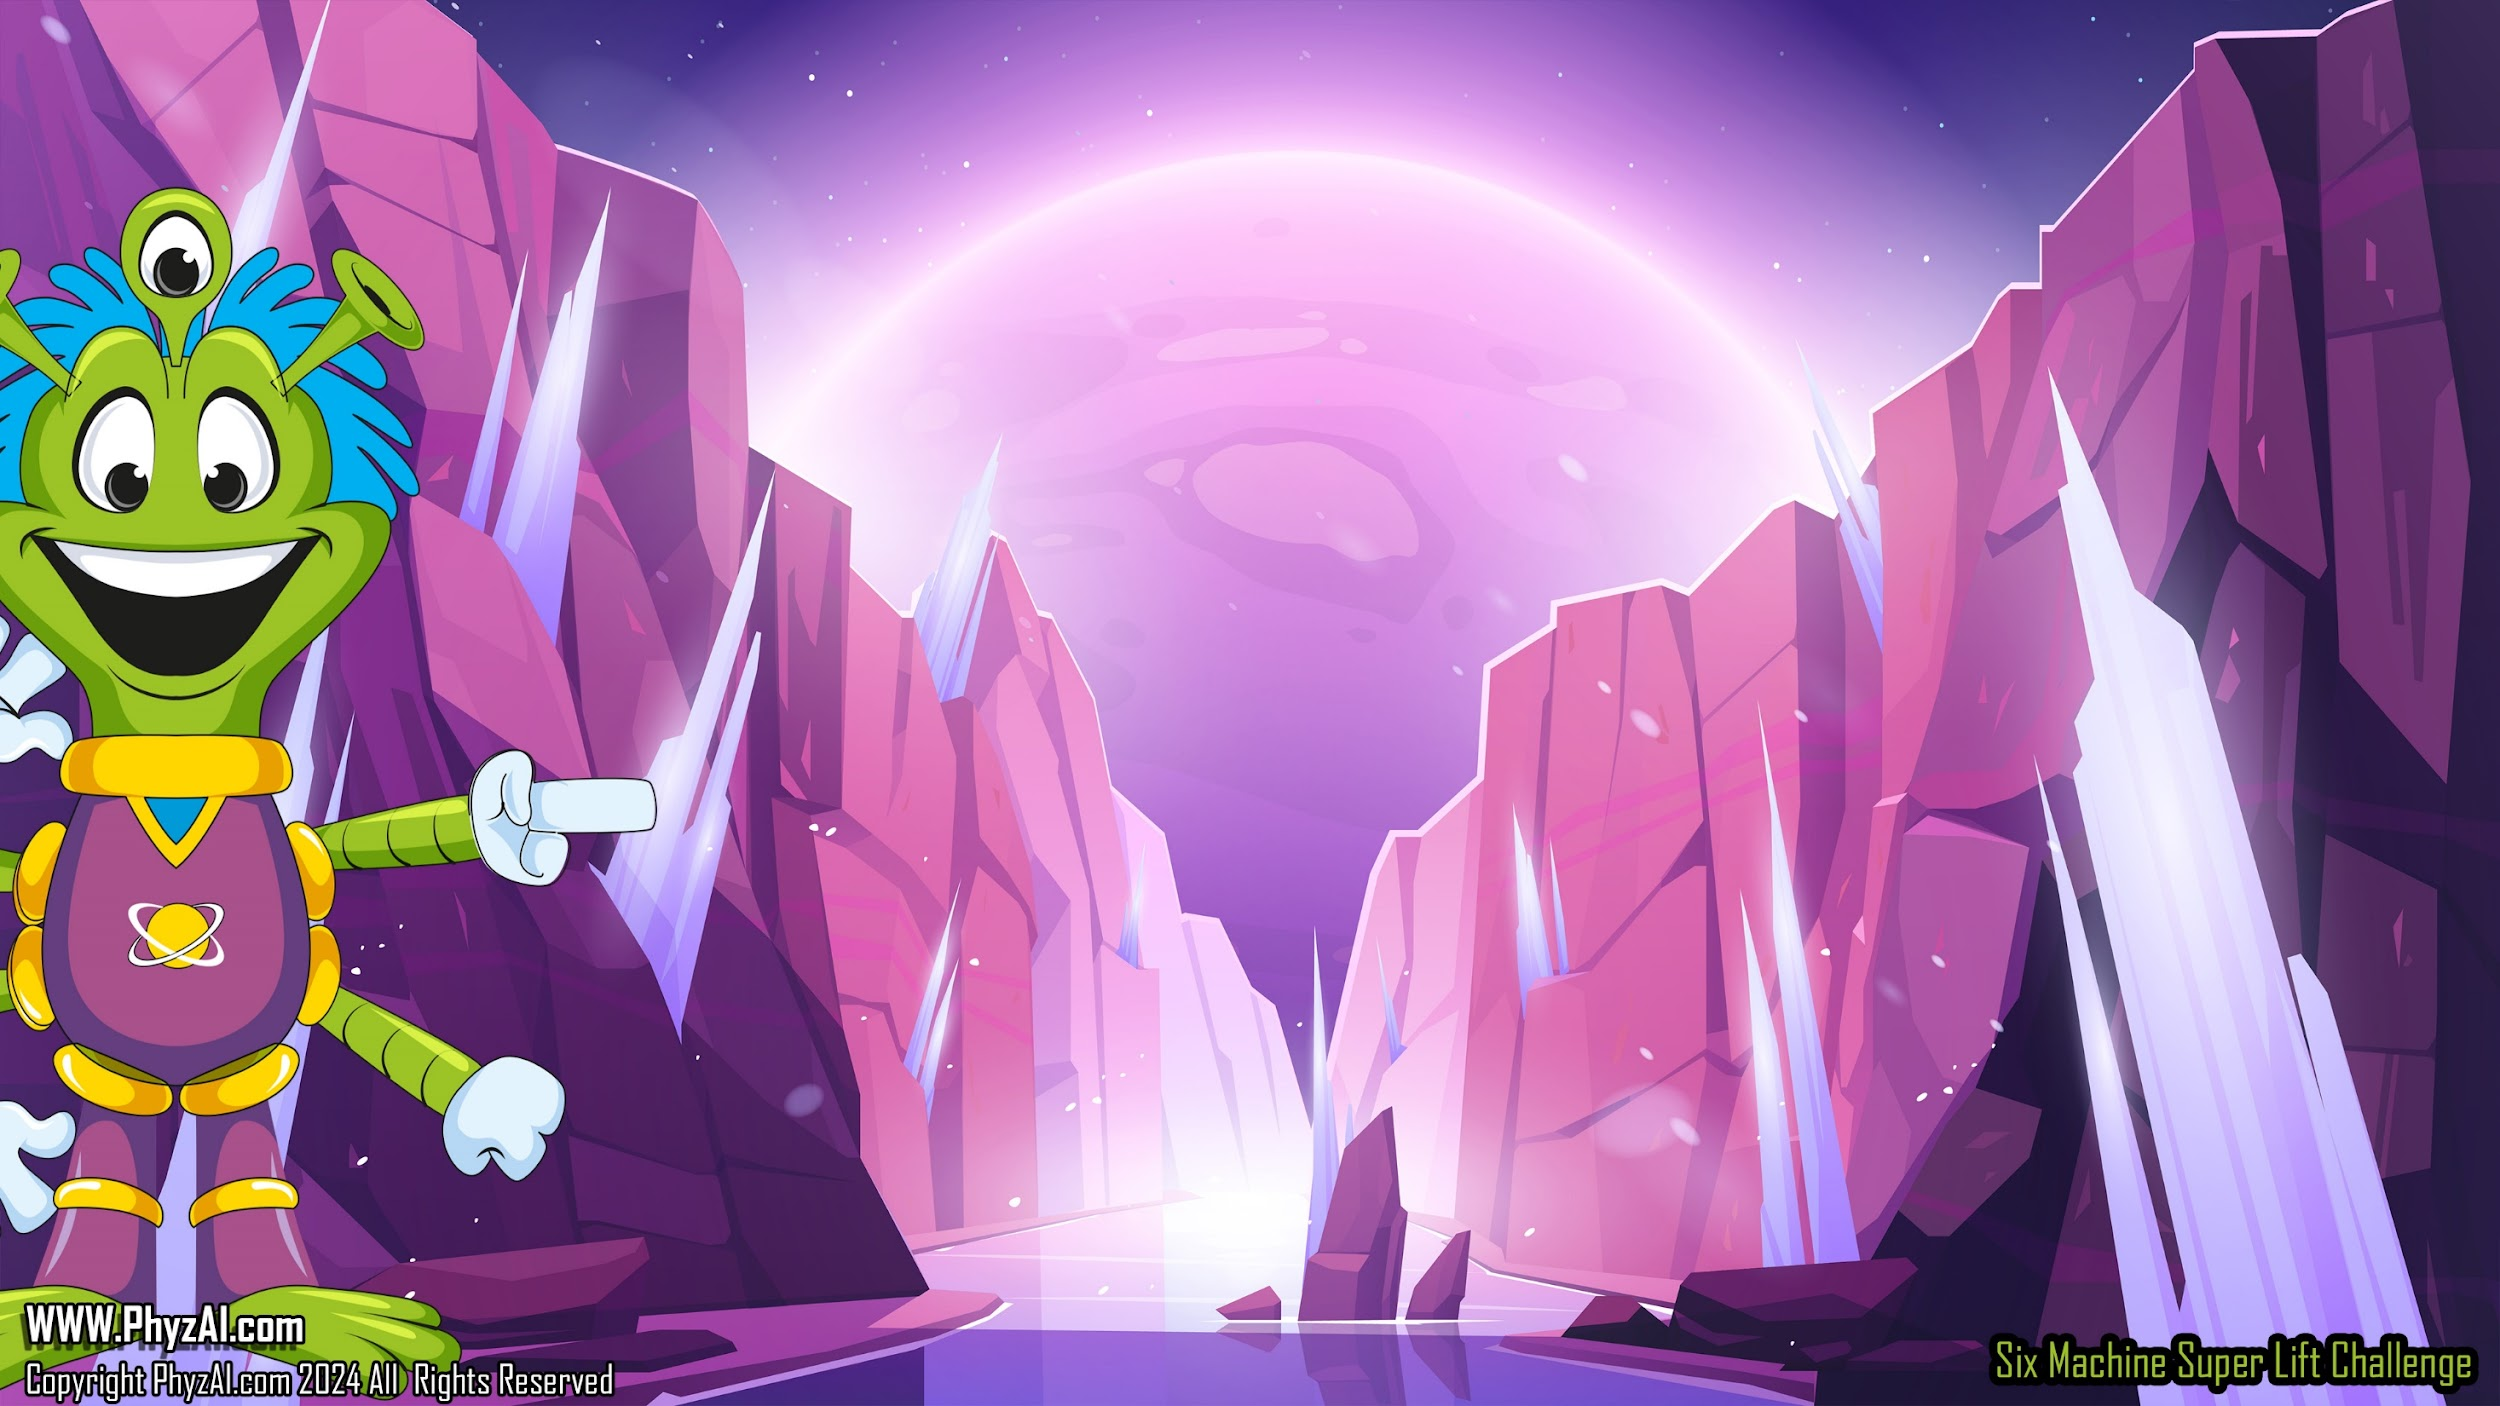 WWW.PhyzAI.com
Copyright PhyzAI.com 2024 All Rights Reserved
Six Machine Super Lift Challenge